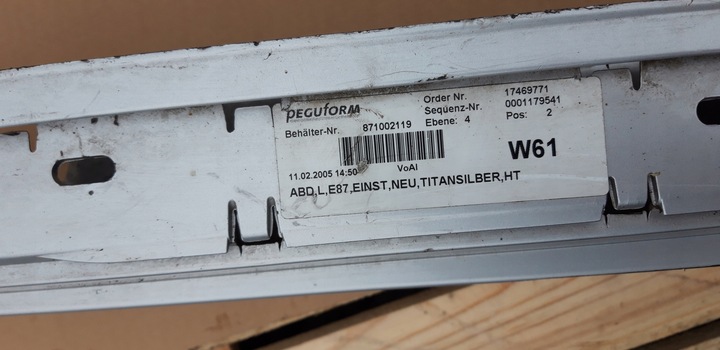 PEGUFORM
Order Nr. 17469771
Sequenz-Nr. 0001179541
Behälter-Nr. 871002119 Ebene: 4 Pos: 2
11.02.2005 14:50 VoAl W61
ABD,L,E87,EINST,NEU,TITANSILBER,HT